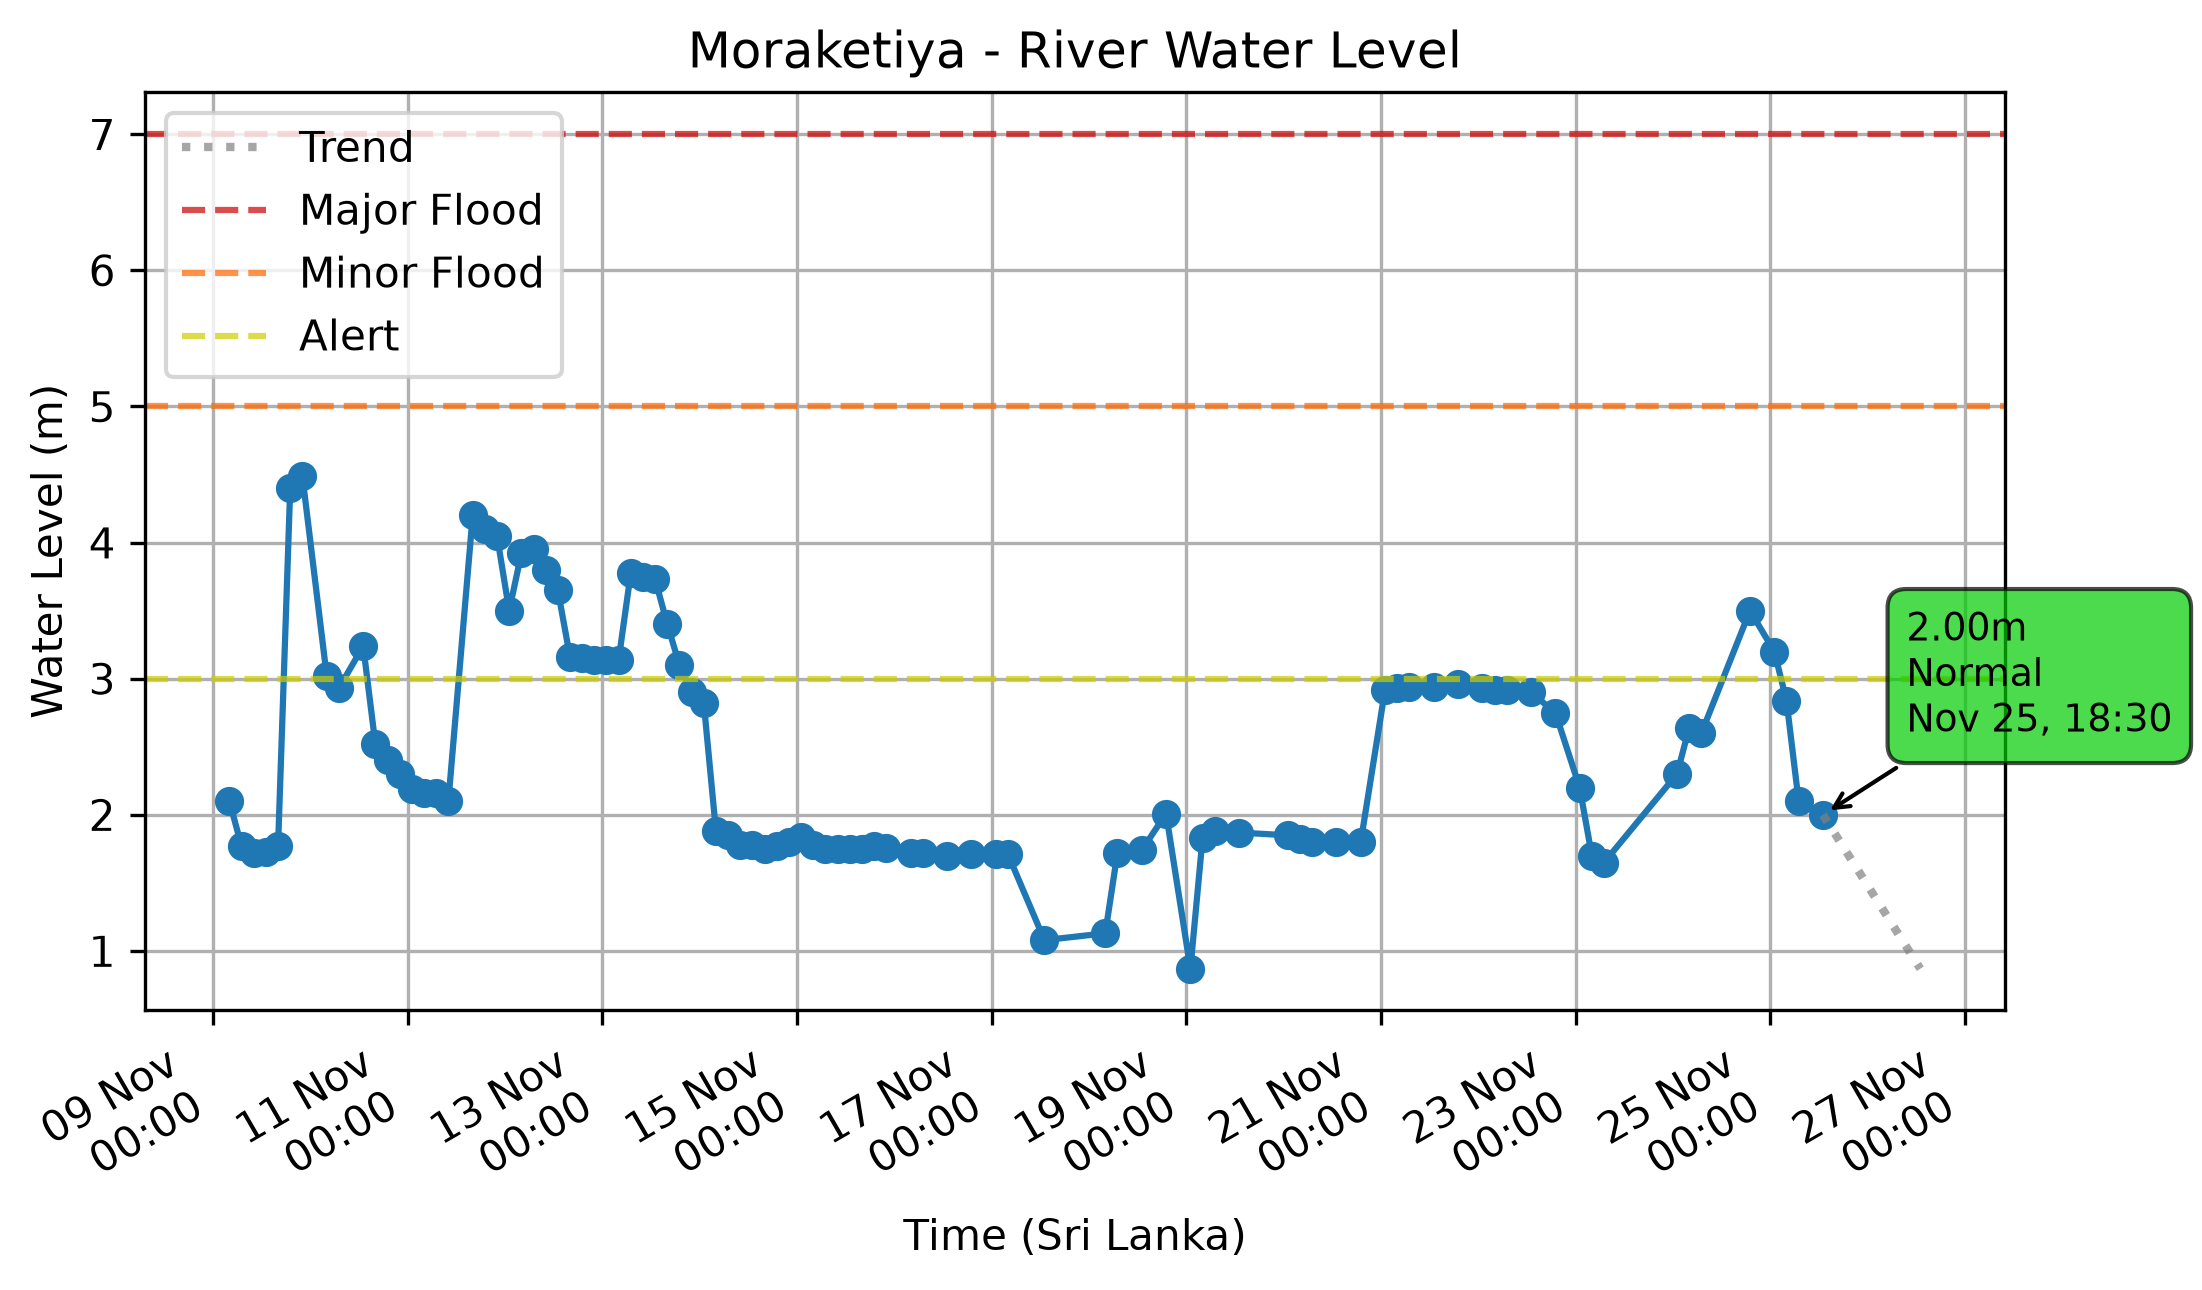 Moraketiya - River Water Level
Trend
Major Flood
Minor Flood
Alert
7
6
5
4
3
2
1
Water Level (m)
2.00m
Normal
Nov 25, 18:30
09 Nov
00:00
11 Nov
00:00
13 Nov
00:00
15 Nov
00:00
17 Nov
00:00
19 Nov
00:00
21 Nov
00:00
23 Nov
00:00
25 Nov
00:00
27 Nov
00:00
Time (Sri Lanka)